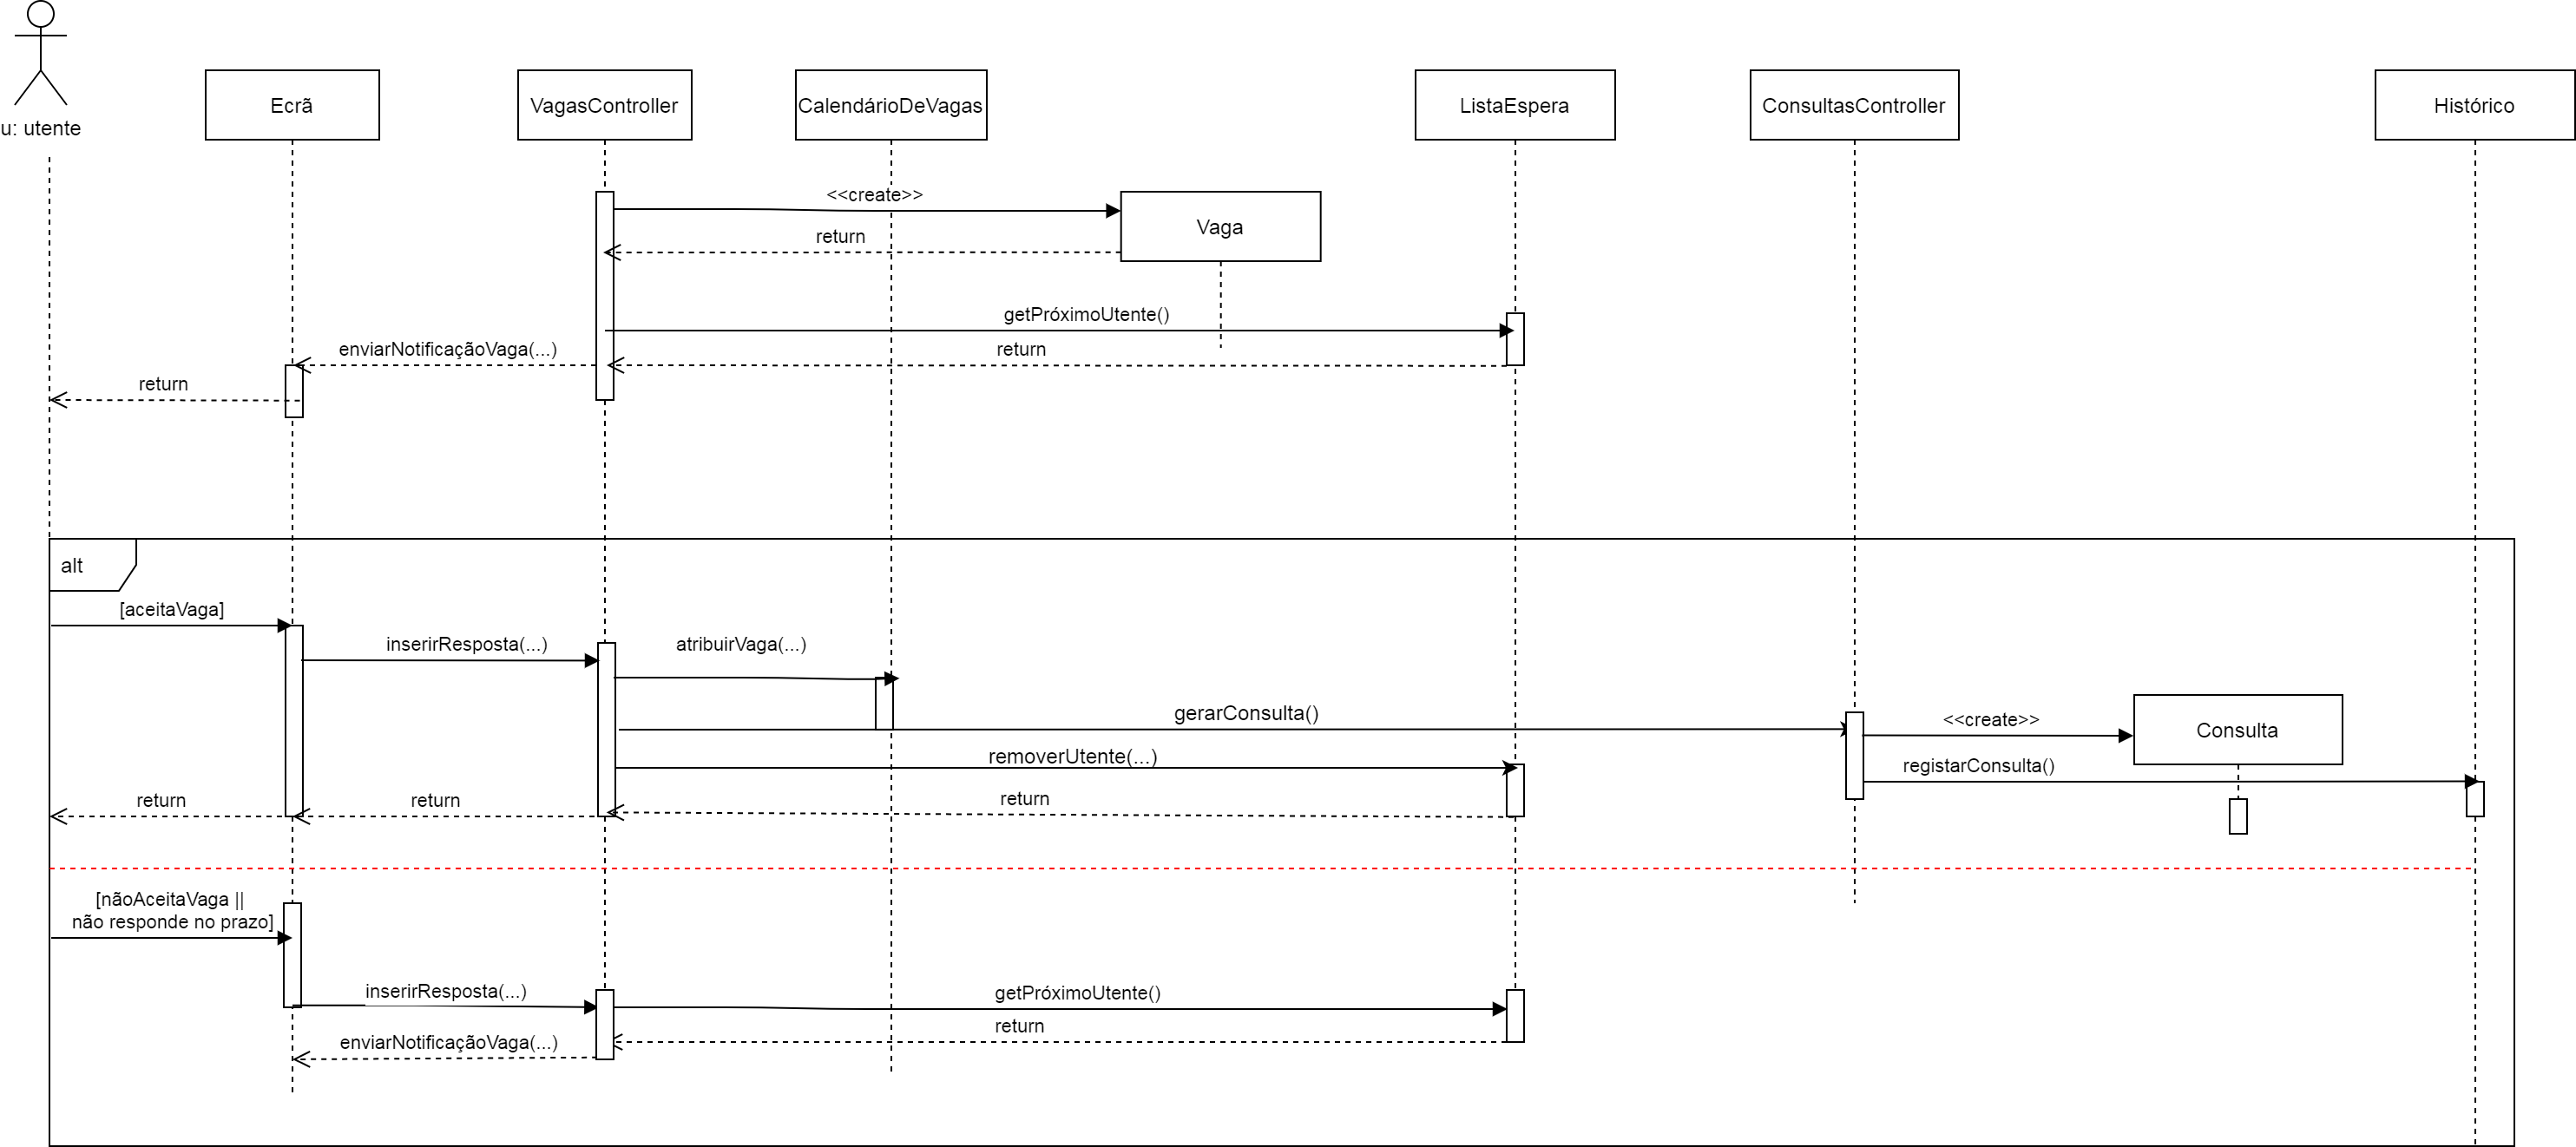 u: utente
Ecrã
VagasController
CalendárioDeVagas
ListaEspera
ConsultasController
Histórico
<<create>>
Vaga
return
getPróximoUtente()
enviarNotificaçãoVaga(...)
return
return
alt
[aceitaVaga]
inserirResposta(...)
atribuirVaga(...)
gerarConsulta()
<<create>>
Consulta
removerUtente(...)
registarConsulta()
return
return
return
[nãoAceitaVaga ||
não responde no prazo]
inserirResposta(...)
getPróximoUtente()
return
enviarNotificaçãoVaga(...)